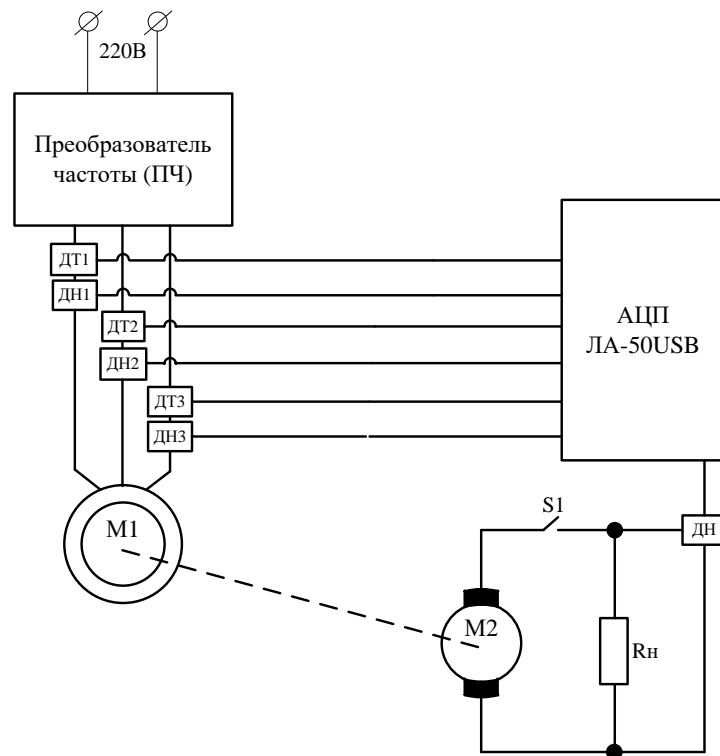 220В
Преобразователь
частоты (ПЧ)
ДТ1
ДН1
ДТ2
ДН2
ДТ3
ДН3
АЦП
ЛА-50USB
М1
S1
ДН
М2
Rн